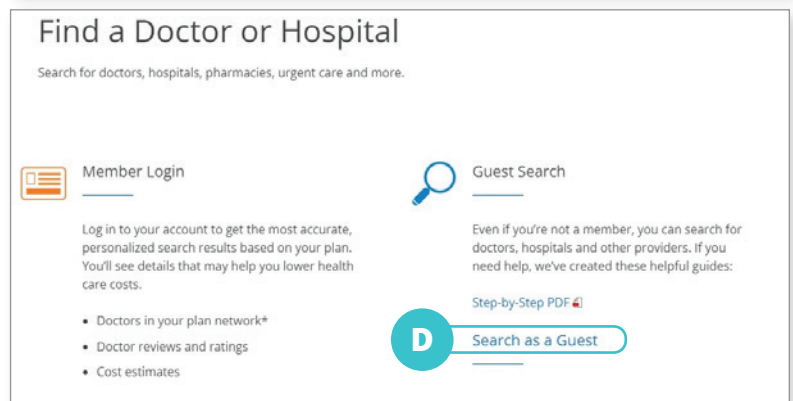 Find a Doctor or Hospital
Search for doctors, hospitals, pharmacies, urgent care and more.
Member Login
Log in to your account to get the most accurate,
personalized search results based on your plan.
You'll see details that may help you lower health
care costs.
• Doctors in your plan network*
• Doctor reviews and ratings
• Cost estimates
Guest Search
Even if you're not a member, you can search for
doctors, hospitals and other providers. If you
need help, we've created these helpful guides:
Step-by-Step PDF
D
Search as a Guest